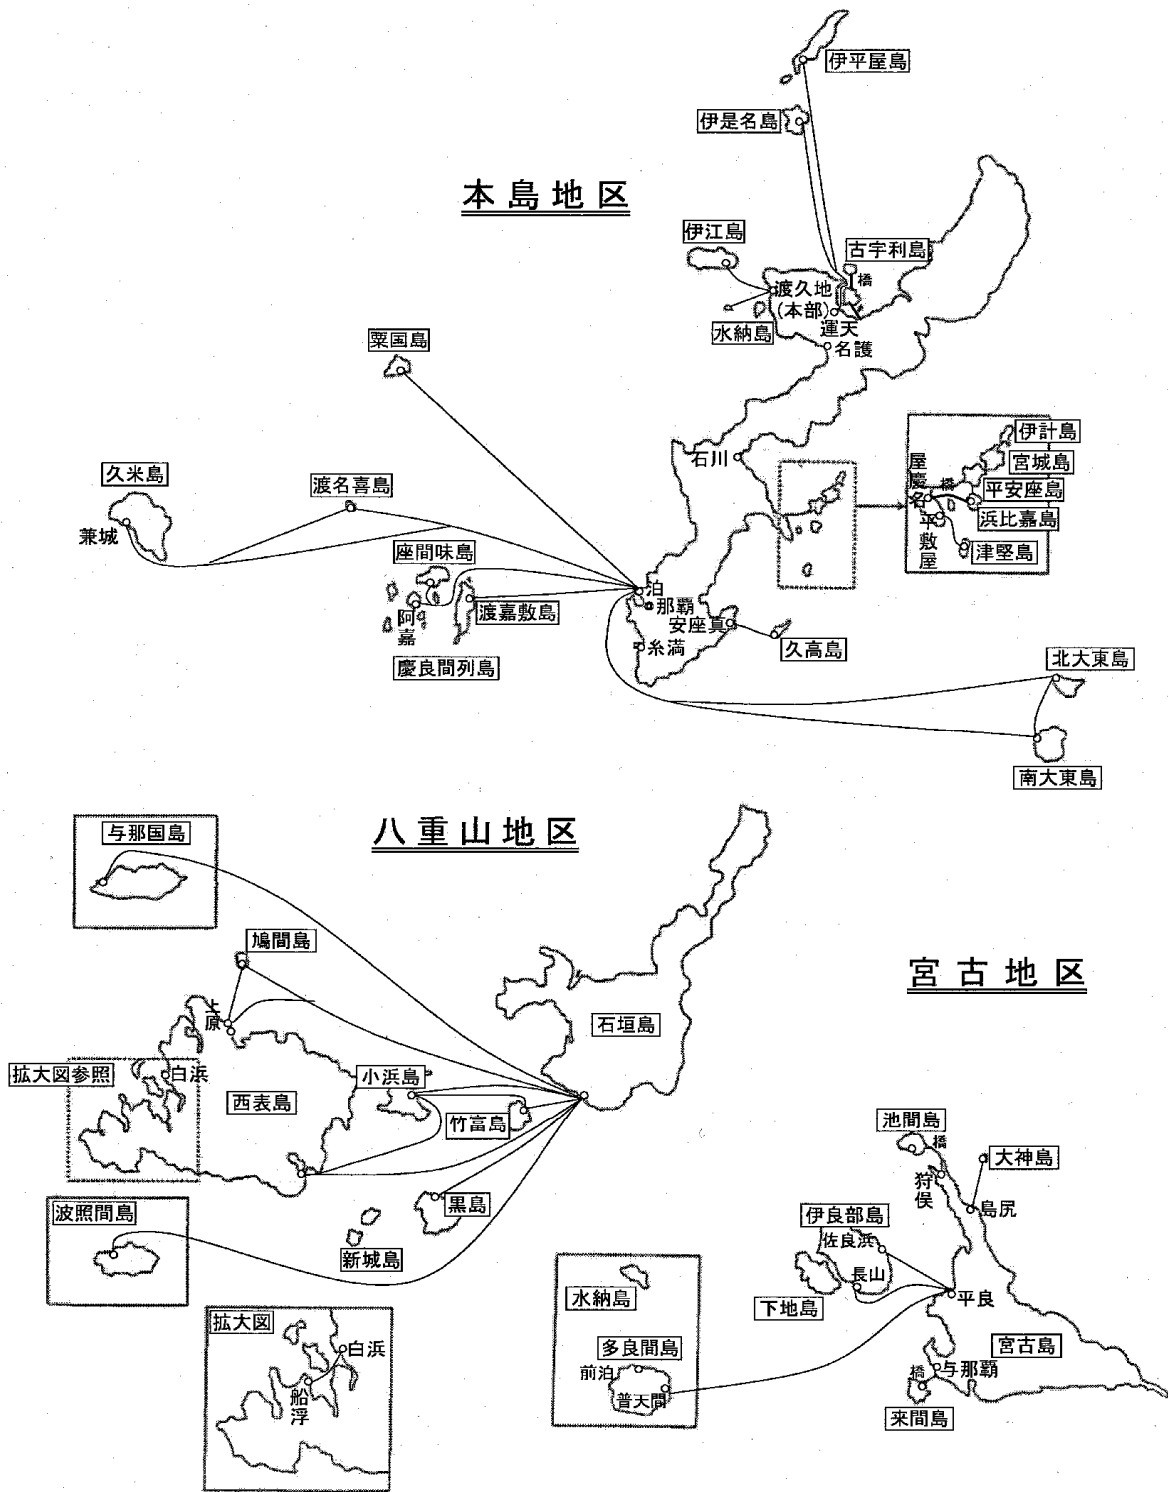 伊平屋島
伊是名島
本島地区
伊江島
古宇利島
橋
渡久地
(本部)
運天
水納島
名護
粟国島
石川
伊計島
宮城島
屋慶名
橋
平安座島
浜比嘉島
平敷屋
津堅島
久米島
兼城
渡名喜島
座間味島
阿嘉
渡嘉敷島
慶良間列島
泊
那覇
安座真
糸満
久高島
北大東島
南大東島
八重山地区
与那国島
鳩間島
上原
石垣島
拡大図参照
白浜
西表島
小浜島
竹富島
黒島
新城島
波照間島
拡大図
白浜
船浮
宮古地区
池間島
橋
狩俣
大神島
島尻
伊良部島
佐良浜
長山
下地島
平良
宮古島
与那覇
橋
来間島
水納島
多良間島
前泊
普天間